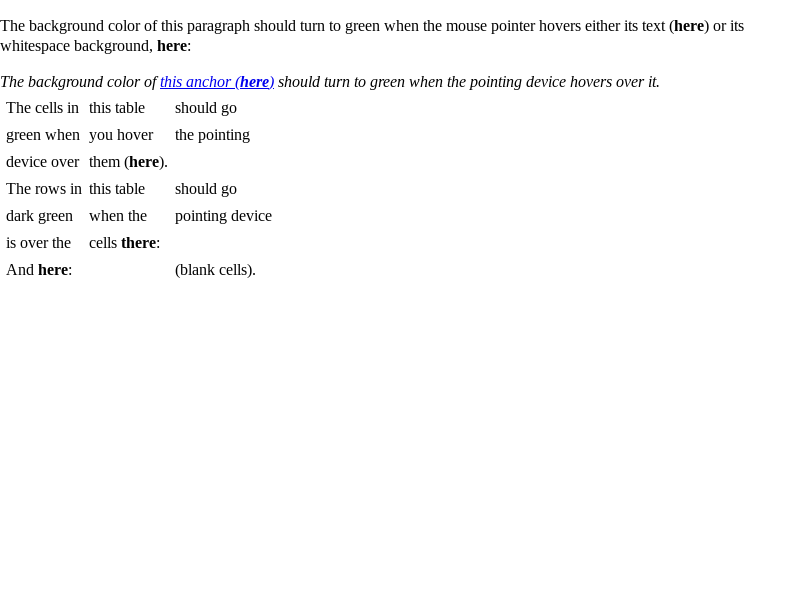 The background color of this paragraph should turn to green when the mouse pointer hovers either its text (here) or its
whitespace background, here:
The background color of this anchor (here) should turn to green when the pointing device hovers over it.
The cells in this table should go
green when you hover the pointing
device over them (here).
The rows in this table should go
dark green when the pointing device
is over the cells there:
And here: (blank cells).